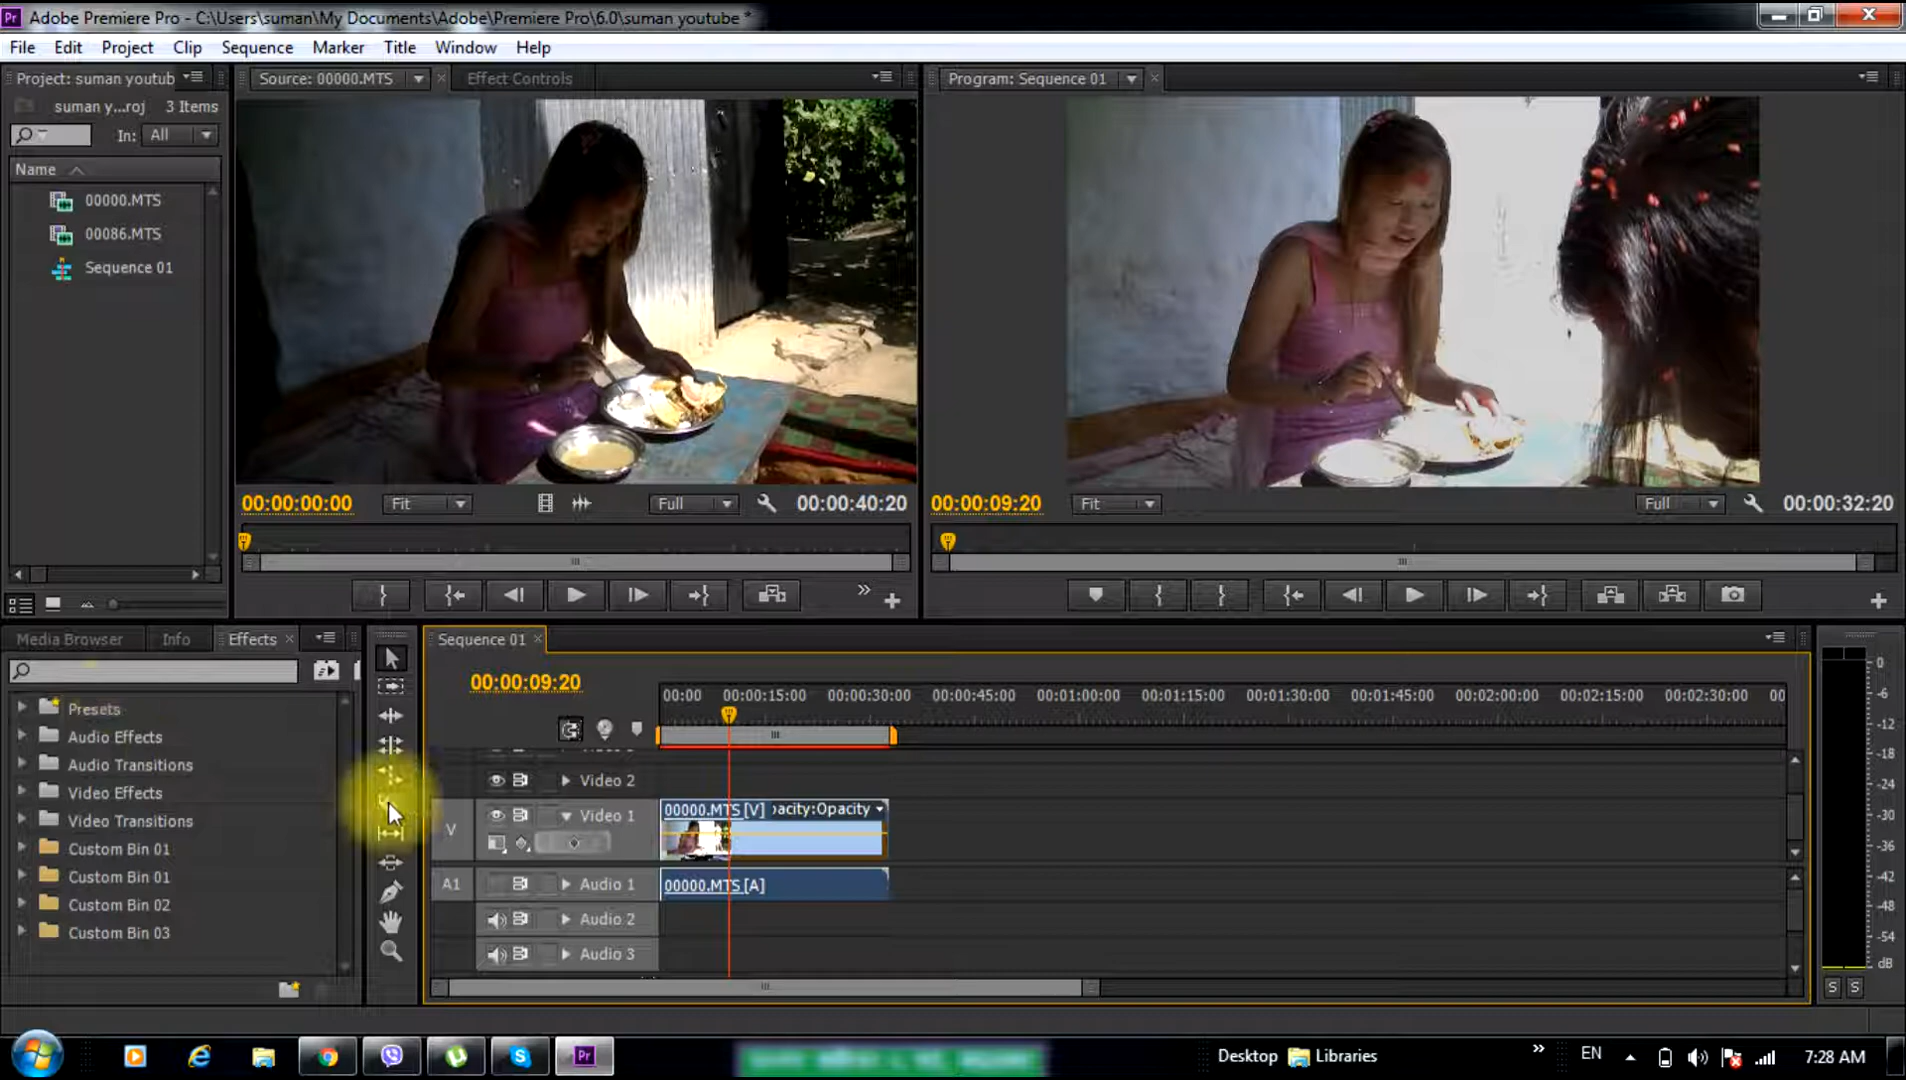 Adobe Premiere Pro - C:\Users\suman\My Documents\Adobe\Premiere Pro\6.0\suman youtube *
File Edit Project Clip Sequence Marker Title Window Help
Project: suman youtub
Source: 00000.MTS
Effect Controls
Program: Sequence 01
suman y...roj 3 Items
In: All
Name
00000.MTS
00086.MTS
Sequence 01
00:00:00:00 Fit Full 00:00:40:20
00:00:09:20 Fit Full 00:00:32:20
Media Browser Info Effects
Presets
Audio Effects
Audio Transitions
Video Effects
Video Transitions
Custom Bin 01
Custom Bin 01
Custom Bin 02
Custom Bin 03
Sequence 01
00:00:09:20
00:00 00:00:15:00 00:00:30:00 00:00:45:00 00:01:00:00 00:01:15:00 00:01:30:00 00:01:45:00 00:02:00:00 00:02:15:00 00:02:30:00 00
Video 2
V Video 1 00000.MTS [V] acity:Opacity
A1 Audio 1 00000.MTS [A]
Audio 2
Audio 3
0
-6
-12
-18
-24
-30
-36
-42
-48
-54
dB
S S
Desktop Libraries EN 7:28 AM